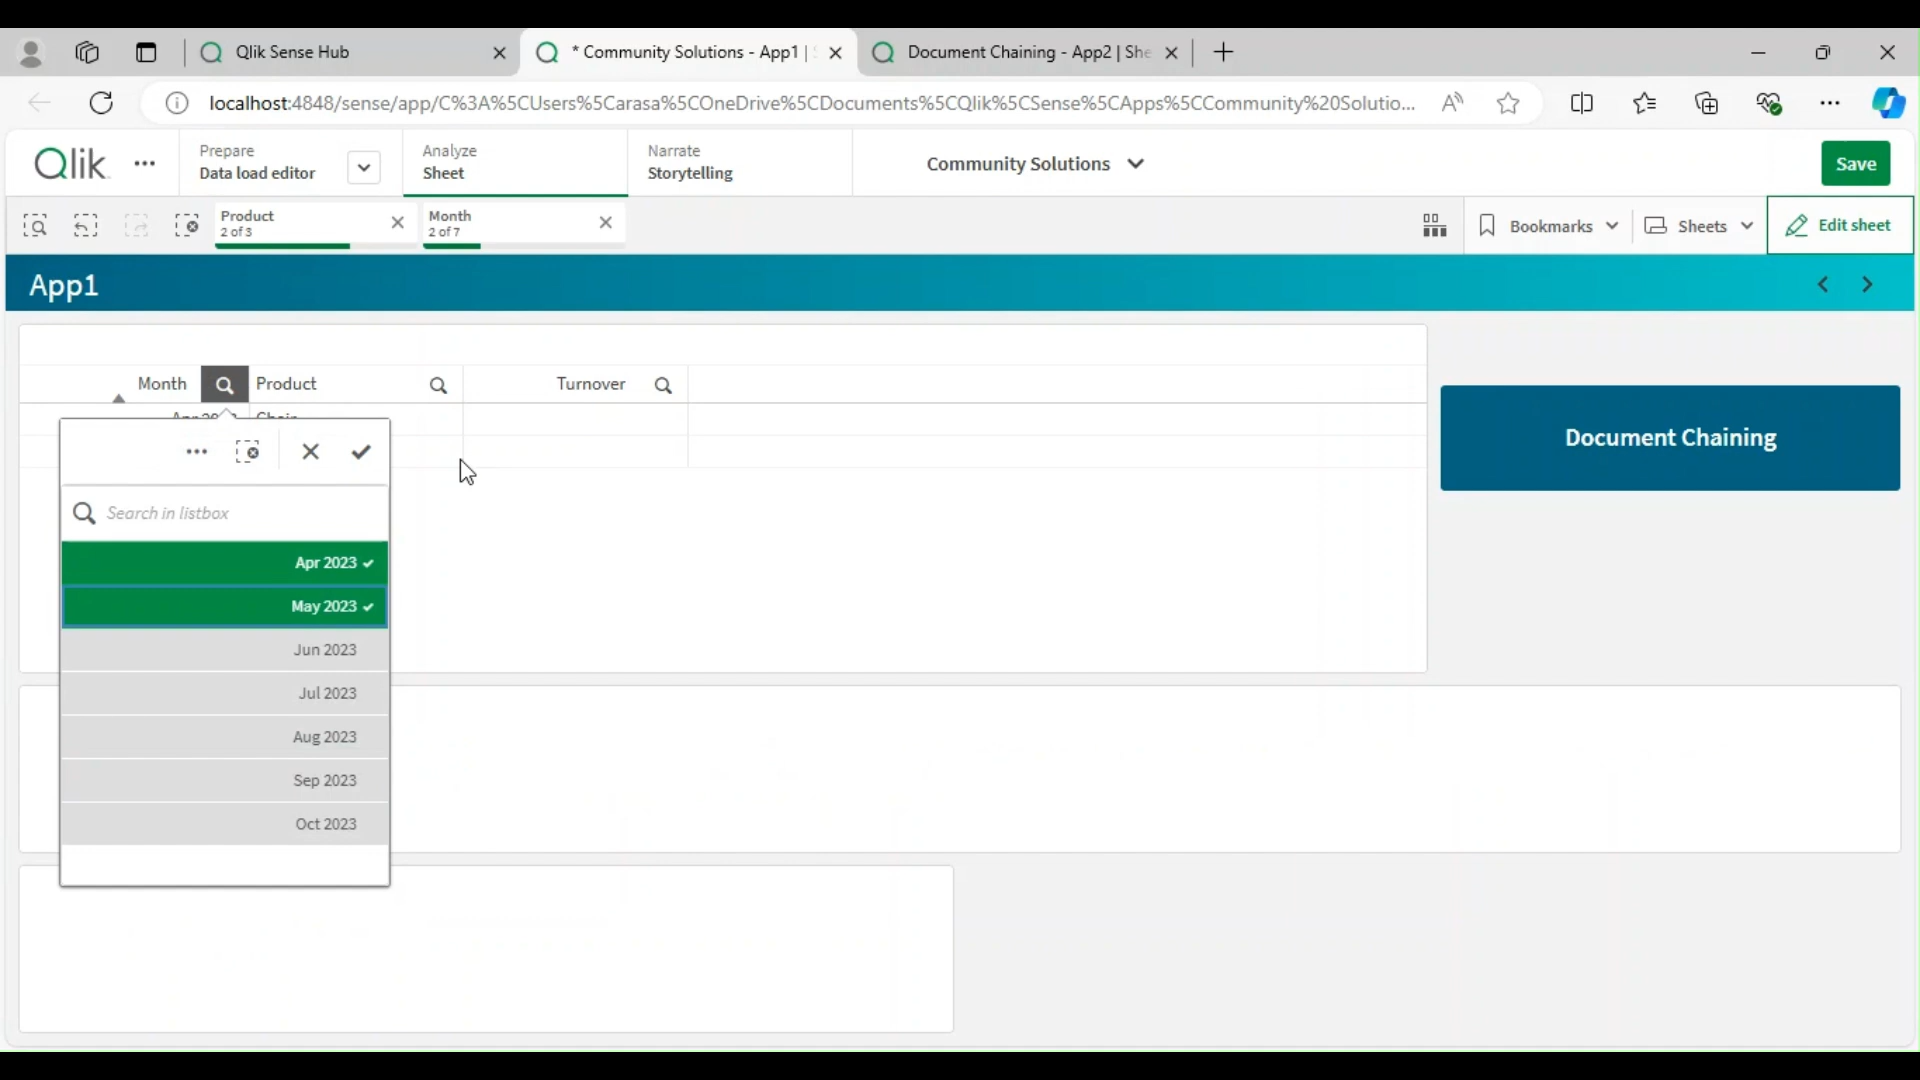 Qlik Sense Hub
* Community Solutions - App1 |
Document Chaining - App2 | She
localhost:4848/sense/app/C%3A%5CUsers%5Carasa%5COneDrive%5CDocuments%5CQlik%5CSense%5CApps%5CCommunity%20Solutio...
Qlik
Prepare
Data load editor
Analyze
Sheet
Narrate
Storytelling
Community Solutions
Save
Product
2 of 3
Month
2 of 7
Bookmarks
Sheets
Edit sheet
App1
Month
Product
Turnover
Document Chaining
Search in listbox
Apr 2023
May 2023
Jun 2023
Jul 2023
Aug 2023
Sep 2023
Oct 2023